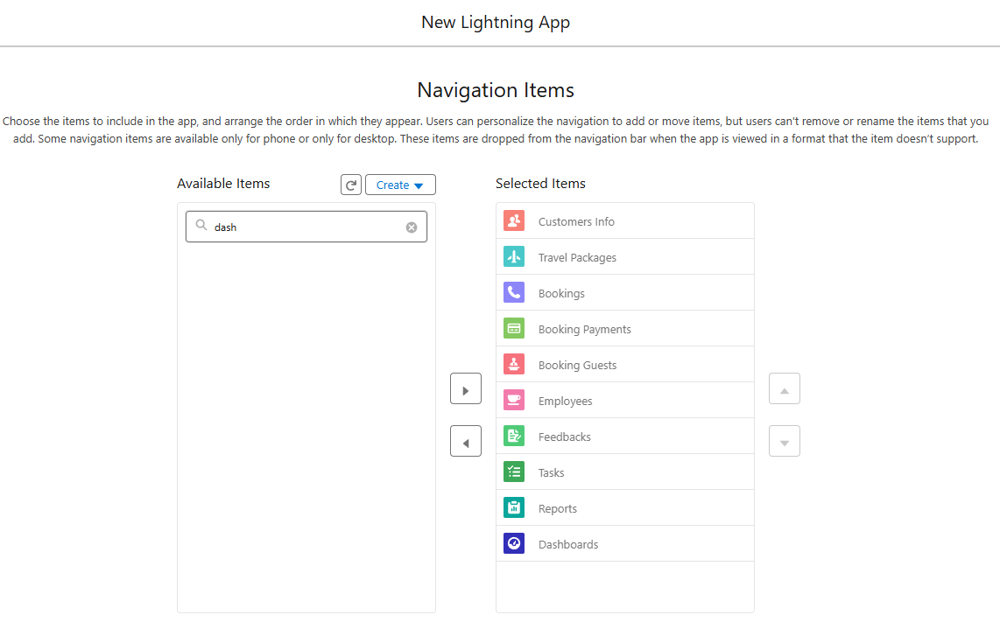 New Lightning App
Navigation Items
Choose the items to include in the app, and arrange the order in which they appear. Users can personalize the navigation to add or move items, but users can't remove or rename the items that you
add. Some navigation items are available only for phone or only for desktop. These items are dropped from the navigation bar when the app is viewed in a format that the item doesn’t support.
Available Items
Create
dash
Selected Items
Customers Info
Travel Packages
Bookings
Booking Payments
Booking Guests
Employees
Feedbacks
Tasks
Reports
Dashboards